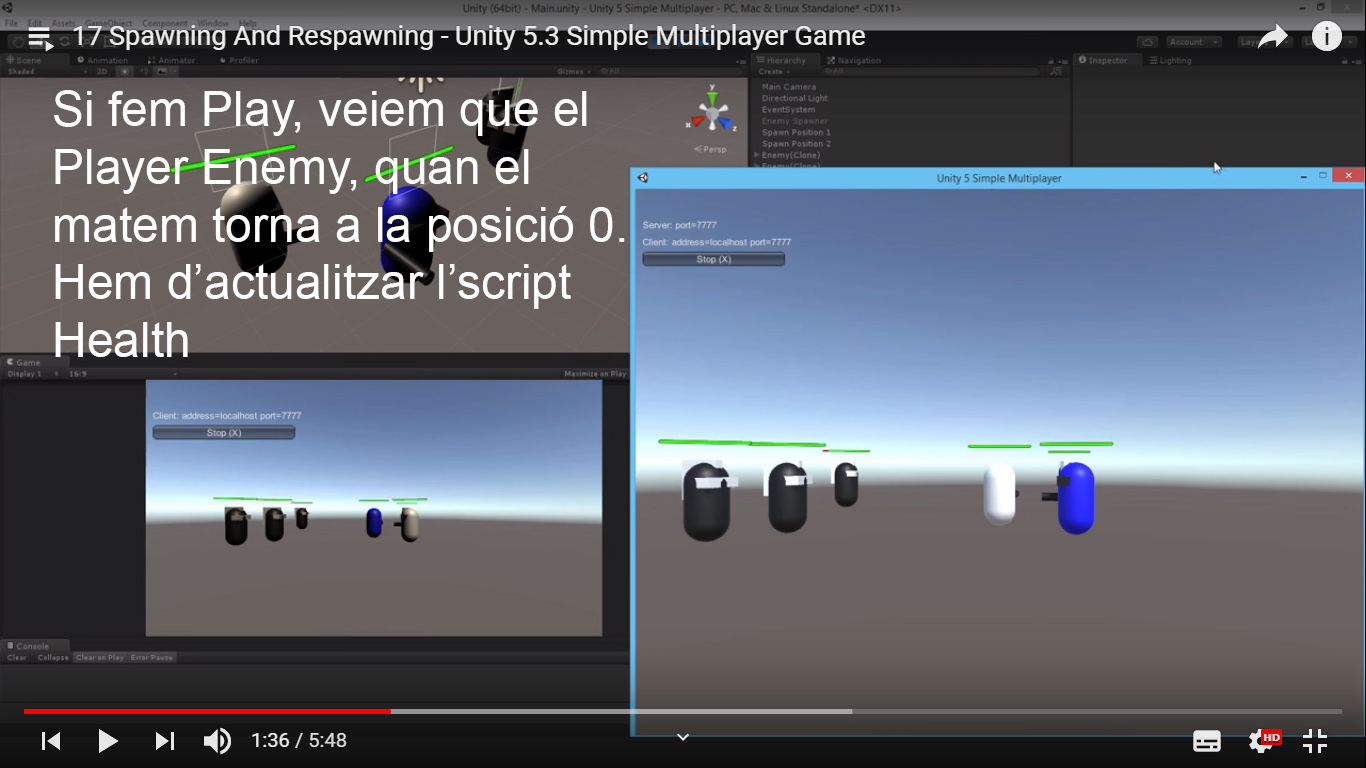 Unity (64bit) - Main.unity - Unity 5 Simple Multiplayer - PC, Mac & Linux Standalone* <DX11>
File Edit Assets GameObject Component Window Help
17 Spawning And Respawning - Unity 5.3 Simple Multiplayer Game
Account
Scene Animation Animator Profiler
Hierarchy Navigation
Inspector Lighting
Shaded 2D Gizmos
Create
Si fem Play, veiem que el
Player Enemy, quan el
matem torna a la posició 0.
Hem d’actualitzar l’script
Health
y
x
z
Persp
Main Camera
Directional Light
EventSystem
Enemy Spawner
Spawn Position 1
Spawn Position 2
Enemy(Clone)
Enemy(Clone)
Unity 5 Simple Multiplayer
Server: port=7777
Client: address=localhost port=7777
Stop (X)
Game
Display 1 16:9 Maximize on Play
Client: address=localhost port=7777
Stop (X)
Console
Clear Collapse Clear on Play Error Pause
1:36 / 5:48
HD